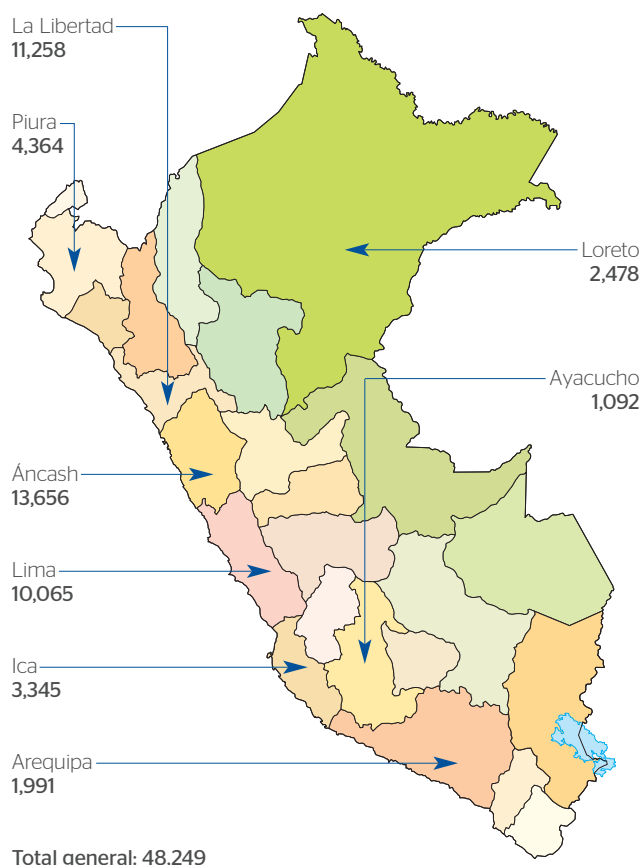 La Libertad
11,258
Piura
4,364
Loreto
2,478
Ayacucho
1,092
Áncash
13,656
Lima
10,065
Ica
3,345
Arequipa
1,991
Total general: 48,249